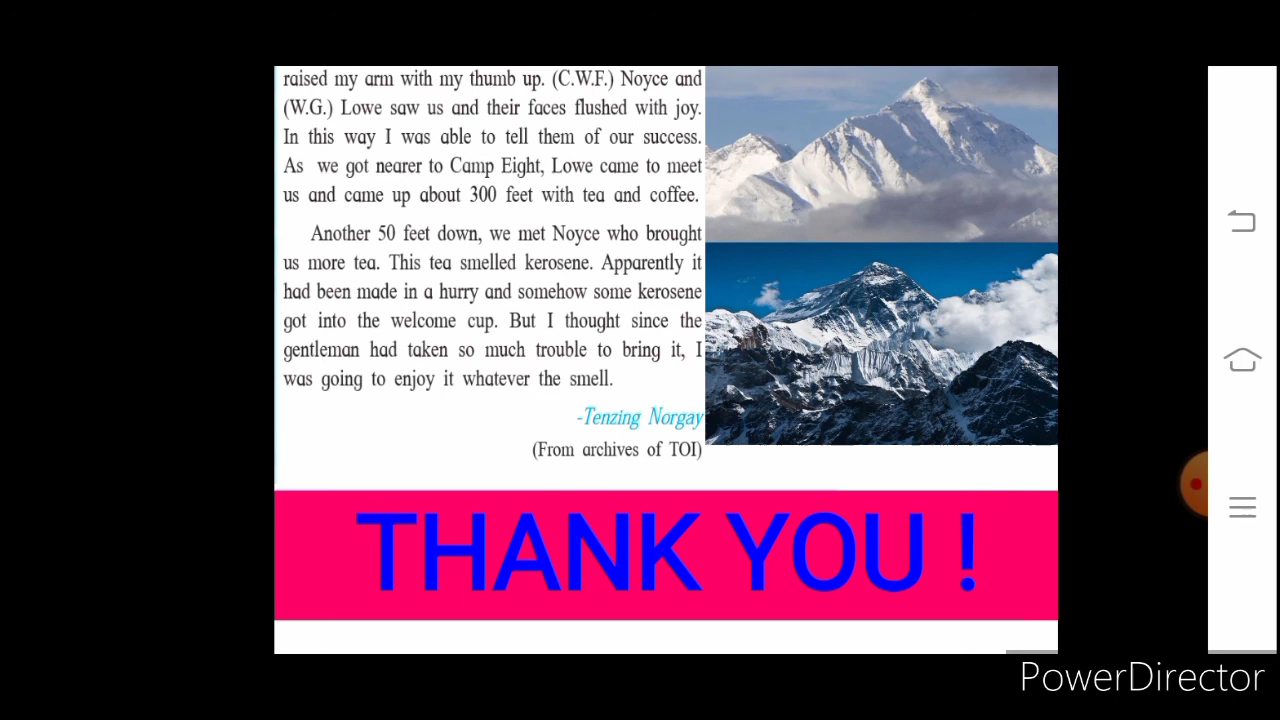 raised my arm with my thumb up. (C.W.F.) Noyce and
(W.G.) Lowe saw us and their faces flushed with joy.
In this way I was able to tell them of our success.
As we got nearer to Camp Eight, Lowe came to meet
us and came up about 300 feet with tea and coffee.
Another 50 feet down, we met Noyce who brought
us more tea. This tea smelled kerosene. Apparently it
had been made in a hurry and somehow some kerosene
got into the welcome cup. But I thought since the
gentleman had taken so much trouble to bring it, I
was going to enjoy it whatever the smell.
-Tenzing Norgay
(From archives of TOI)
THANK YOU !
PowerDirector